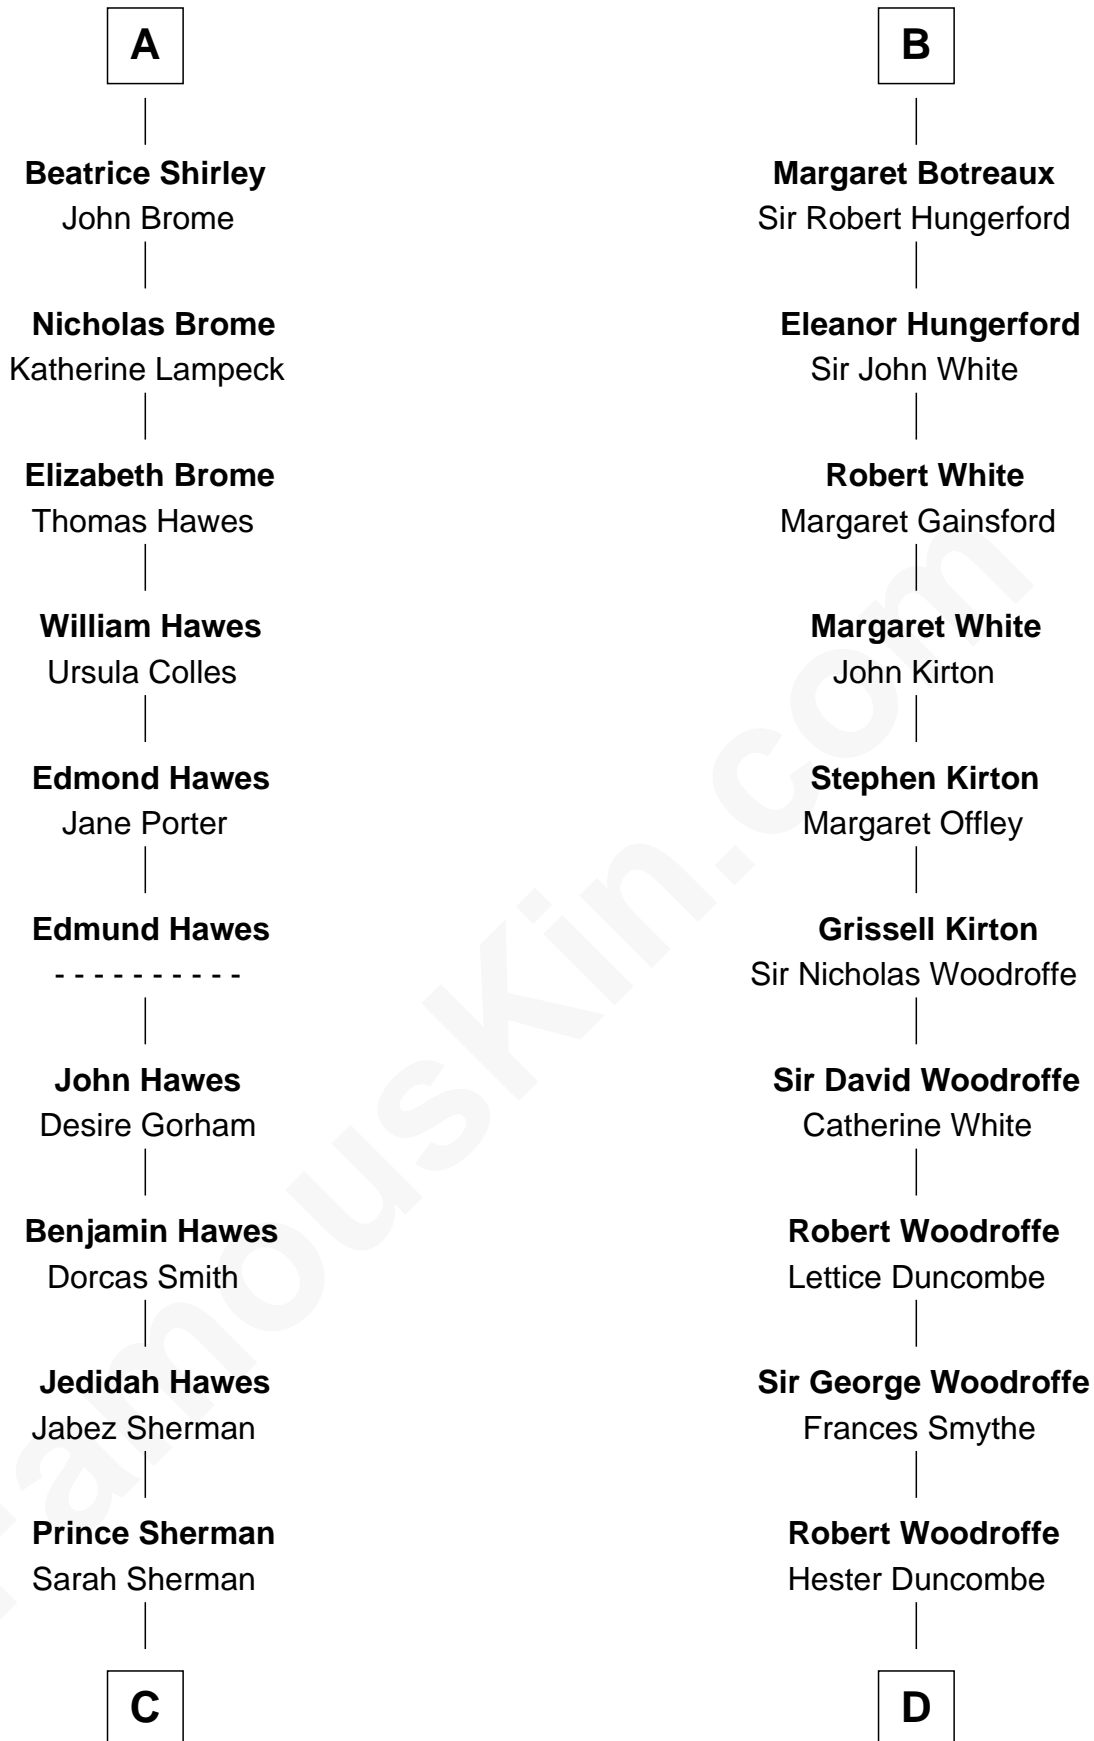 A
Beatrice Shirley
John Brome
Nicholas Brome
Katherine Lampeck
Elizabeth Brome
Thomas Hawes
William Hawes
Ursula Colles
Edmond Hawes
Jane Porter
Edmund Hawes
- - - - - - - - - -
John Hawes
Desire Gorham
Benjamin Hawes
Dorcas Smith
Jedidah Hawes
Jabez Sherman
Prince Sherman
Sarah Sherman
C
B
Margaret Botreaux
Sir Robert Hungerford
Eleanor Hungerford
Sir John White
Robert White
Margaret Gainsford
Margaret White
John Kirton
Stephen Kirton
Margaret Offley
Grissell Kirton
Sir Nicholas Woodroffe
Sir David Woodroffe
Catherine White
Robert Woodroffe
Lettice Duncombe
Sir George Woodroffe
Frances Smythe
Robert Woodroffe
Hester Duncombe
D
FamousKin.com